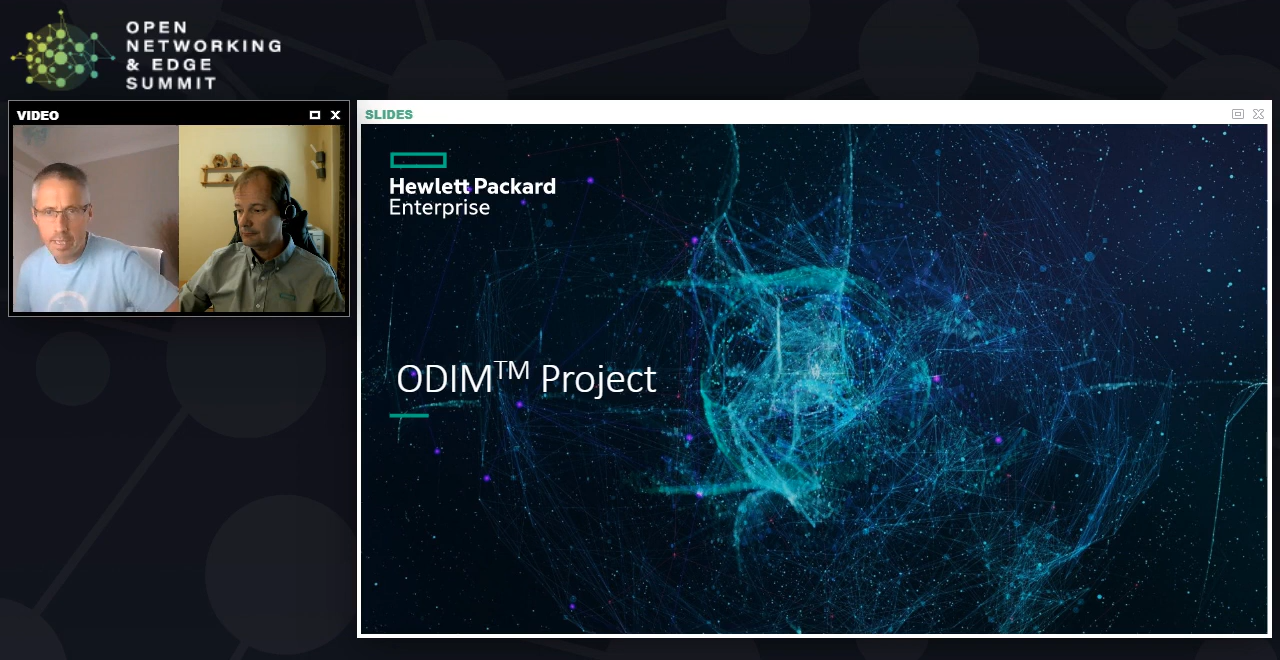 OPEN
NETWORKING
& EDGE
SUMMIT
VIDEO
SLIDES
Hewlett Packard
Enterprise
ODIM™ Project